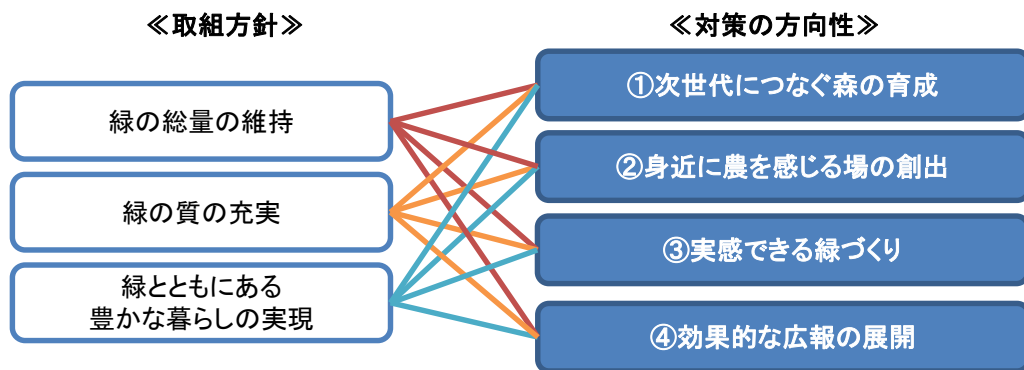 ≪取組方針≫
≪対策の方向性≫
緑の総量の維持
緑の質の充実
緑とともにある
豊かな暮らしの実現
①次世代につなぐ森の育成
②身近に農を感じる場の創出
③実感できる緑づくり
④効果的な広報の展開